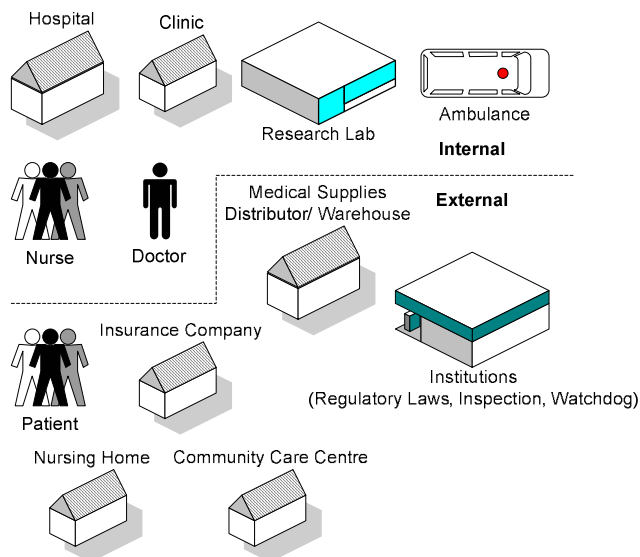 Hospital
Clinic
Research Lab
Ambulance
Internal
Nurse
Doctor
Medical Supplies
Distributor/ Warehouse
External
Insurance Company
Patient
Institutions
(Regulatory Laws, Inspection, Watchdog)
Nursing Home
Community Care Centre